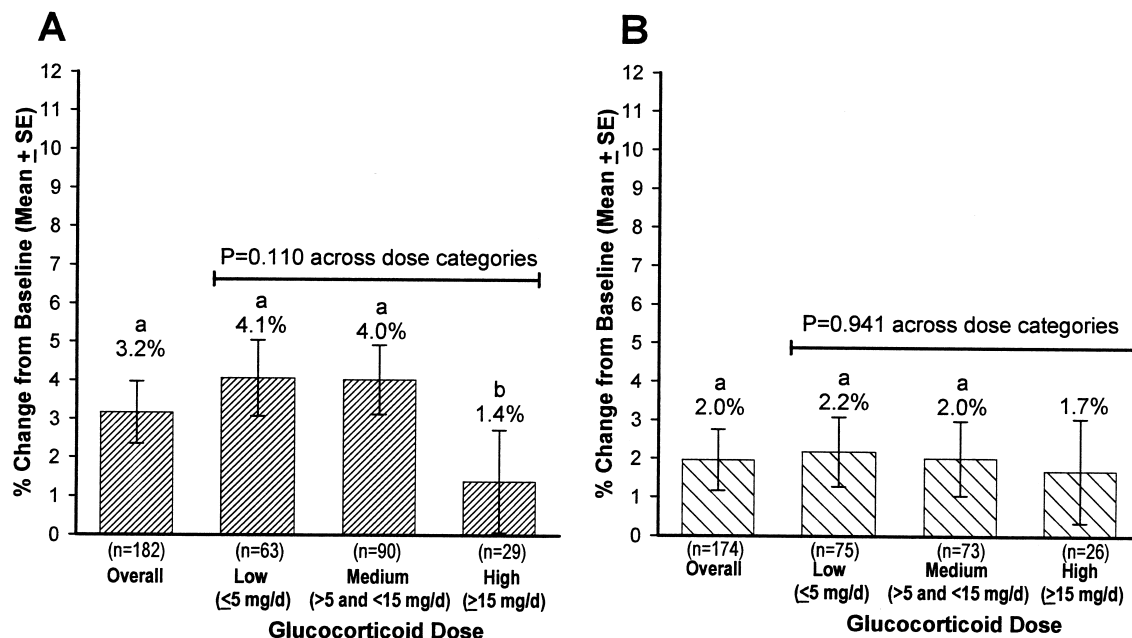 A
% Change from Baseline (Mean ± SE)
12
11
10
9
8
7
6
5
4
3
2
1
0
P=0.110 across dose categories
a
3.2%
a
4.1%
a
4.0%
b
1.4%
(n=182)
Overall
(n=63)
Low
(≤5 mg/d)
(n=90)
Medium
(>5 and <15 mg/d)
(n=29)
High
(≥15 mg/d)
Glucocorticoid Dose
B
% Change from Baseline (Mean ± SE)
12
11
10
9
8
7
6
5
4
3
2
1
0
P=0.941 across dose categories
a
2.0%
a
2.2%
a
2.0%
1.7%
(n=174)
Overall
(n=75)
Low
(≤5 mg/d)
(n=73)
Medium
(>5 and <15 mg/d)
(n=26)
High
(≥15 mg/d)
Glucocorticoid Dose